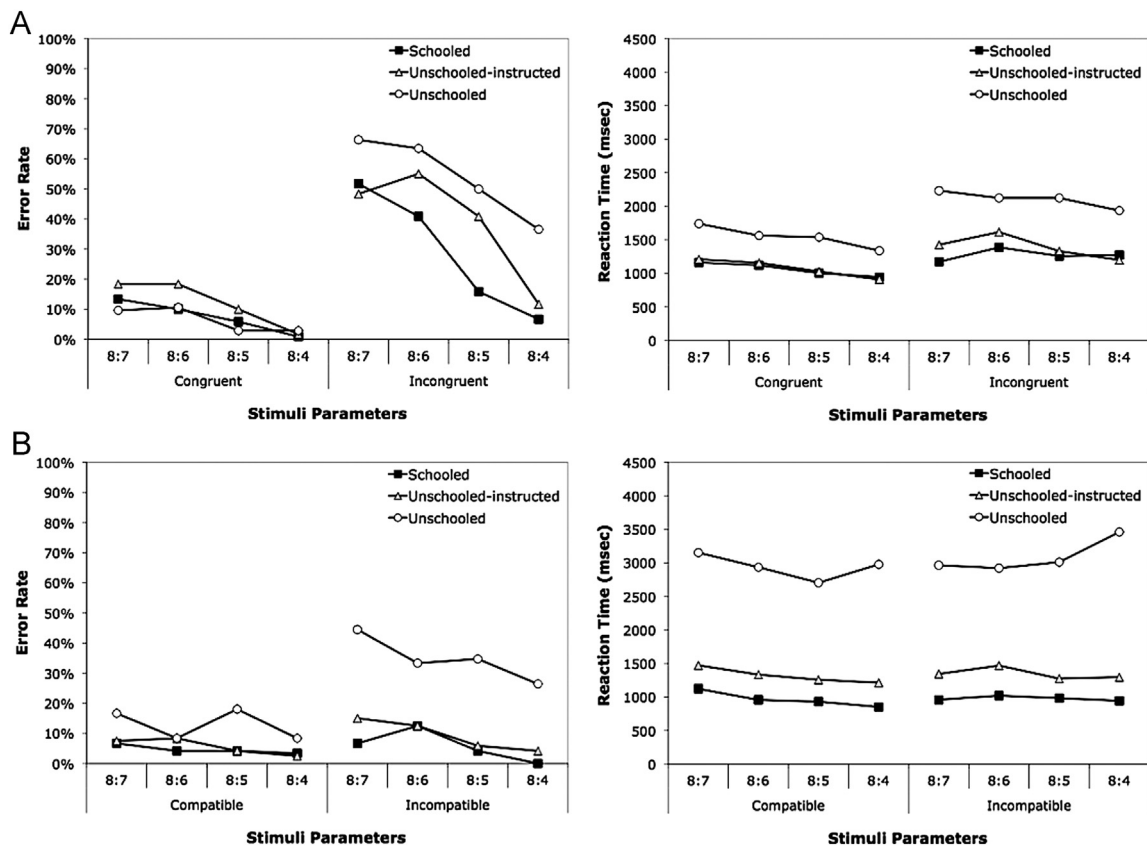 A
100%
90%
80%
70%
60%
50%
40%
30%
20%
10%
0%
Error Rate
Schooled
Unschooled-instructed
Unschooled
8:7 8:6 8:5 8:4 8:7 8:6 8:5 8:4
Congruent Incongruent
Stimuli Parameters
4500
4000
3500
3000
2500
2000
1500
1000
500
0
Reaction Time (msec)
Schooled
Unschooled-instructed
Unschooled
8:7 8:6 8:5 8:4 8:7 8:6 8:5 8:4
Congruent Incongruent
Stimuli Parameters
B
100%
90%
80%
70%
60%
50%
40%
30%
20%
10%
0%
Error Rate
Schooled
Unschooled-instructed
Unschooled
8:7 8:6 8:5 8:4 8:7 8:6 8:5 8:4
Compatible Incompatible
Stimuli Parameters
4500
4000
3500
3000
2500
2000
1500
1000
500
0
Reaction Time (msec)
Schooled
Unschooled-instructed
Unschooled
8:7 8:6 8:5 8:4 8:7 8:6 8:5 8:4
Compatible Incompatible
Stimuli Parameters